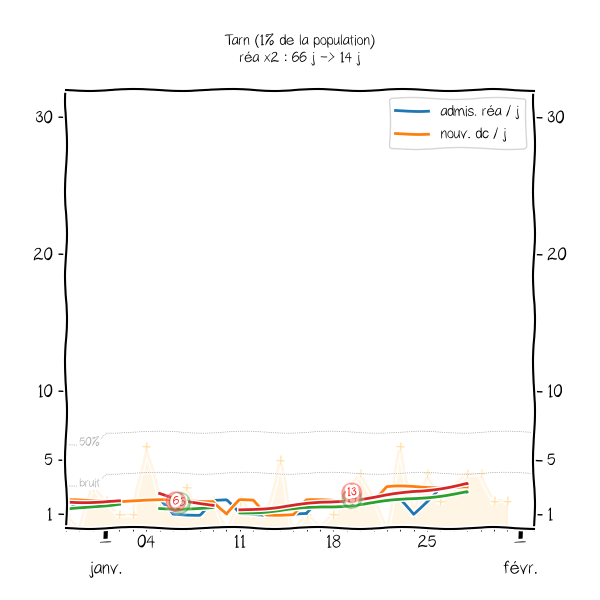 Tarn (1% de la population)
réa x2 : 66 j -> 14 j
admis. réa / j
nouv. dc / j
30
30
20
20
10
10
50%
5
5
bruit
13
1
1
04
11
18
25
janv.
févr.